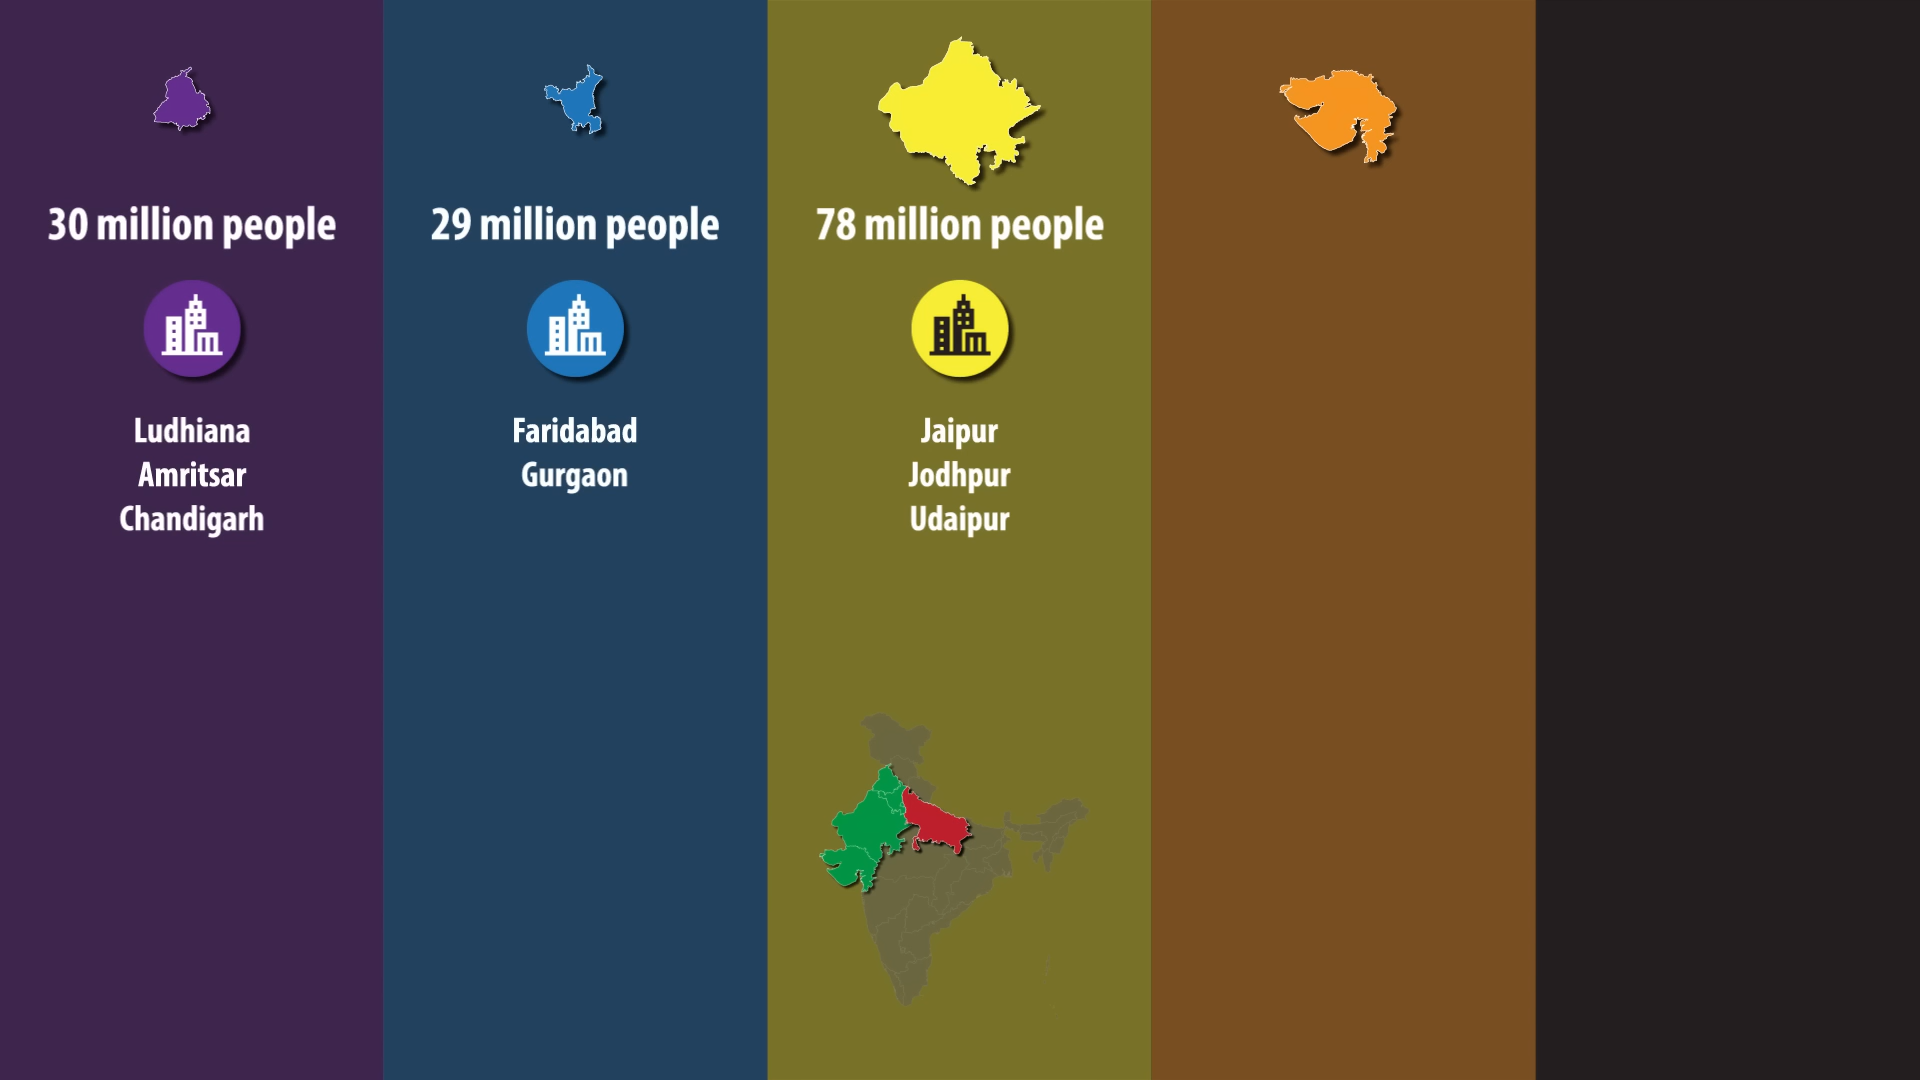 30 million people
Ludhiana
Amritsar
Chandigarh
29 million people
Faridabad
Gurgaon
78 million people
Jaipur
Jodhpur
Udaipur